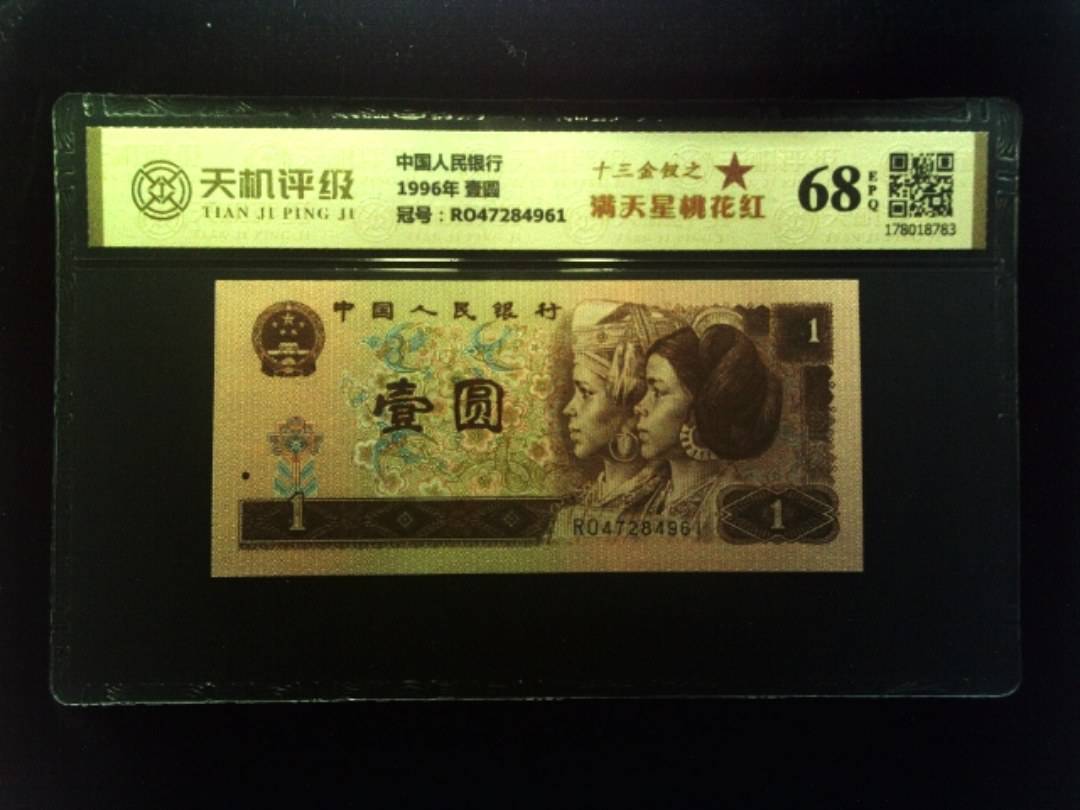 天机评级
TIAN JI PING JI
中国人民银行
1996年 壹圆
冠号：RO47284961
十三金钗之
满天星桃花红
68
EPQ
178018783
中国人民银行
1
壹圆
1
RO47284961
1